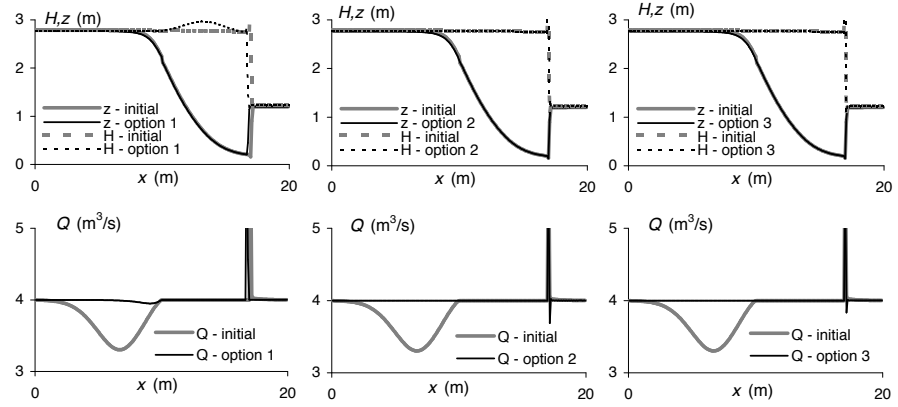 3 H,z (m)
2
1
0
z - initial
z - option 1
H - initial
H - option 1
0 x (m) 20
3 H,z (m)
2
1
0
z - initial
z - option 2
H - initial
H - option 2
0 x (m) 20
3 H,z (m)
2
1
0
z - initial
z - option 3
H - initial
H - option 3
0 x (m) 20
5 Q (m³/s)
4
3
Q - initial
Q - option 1
0 x (m) 20
5 Q (m³/s)
4
3
Q - initial
Q - option 2
0 x (m) 20
5 Q (m³/s)
4
3
Q - initial
Q - option 3
0 x (m) 20